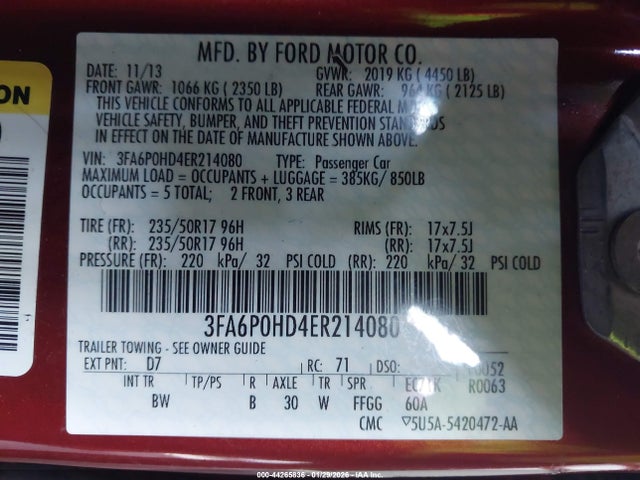 MFD. BY FORD MOTOR CO.
DATE: 11/13 GVWR: 2019 KG ( 4450 LB)
FRONT GAWR: 1066 KG ( 2350 LB) REAR GAWR: 964 KG ( 2125 LB)
THIS VEHICLE CONFORMS TO ALL APPLICABLE FEDERAL
VEHICLE SAFETY, BUMPER, AND THEFT PREVENTION STANDARDS
IN EFFECT ON THE DATE OF MANUFACTURE SHOWN ABOVE.
VIN: 3FA6P0HD4ER214080 TYPE: Passenger Car
MAXIMUM LOAD = OCCUPANTS + LUGGAGE = 385KG/ 850LB
OCCUPANTS = 5 TOTAL; 2 FRONT, 3 REAR
TIRE (FR): 235/50R17 96H RIMS (FR): 17x7.5J
(RR): 235/50R17 96H (RR): 17x7.5J
PRESSURE (FR): 220 kPa/ 32 PSI COLD (RR): 220 kPa/ 32 PSI COLD
3FA6P0HD4ER214080
TRAILER TOWING - SEE OWNER GUIDE
EXT PNT: D7 RC: 71 DSO:
INT TR TP/PS R AXLE TR SPR R0063
BW B 30 W FFGG 60A
CMC ▽5U5A-5420472-AA
ON
000-44265836 - 01/29/2026 - IAA Inc.